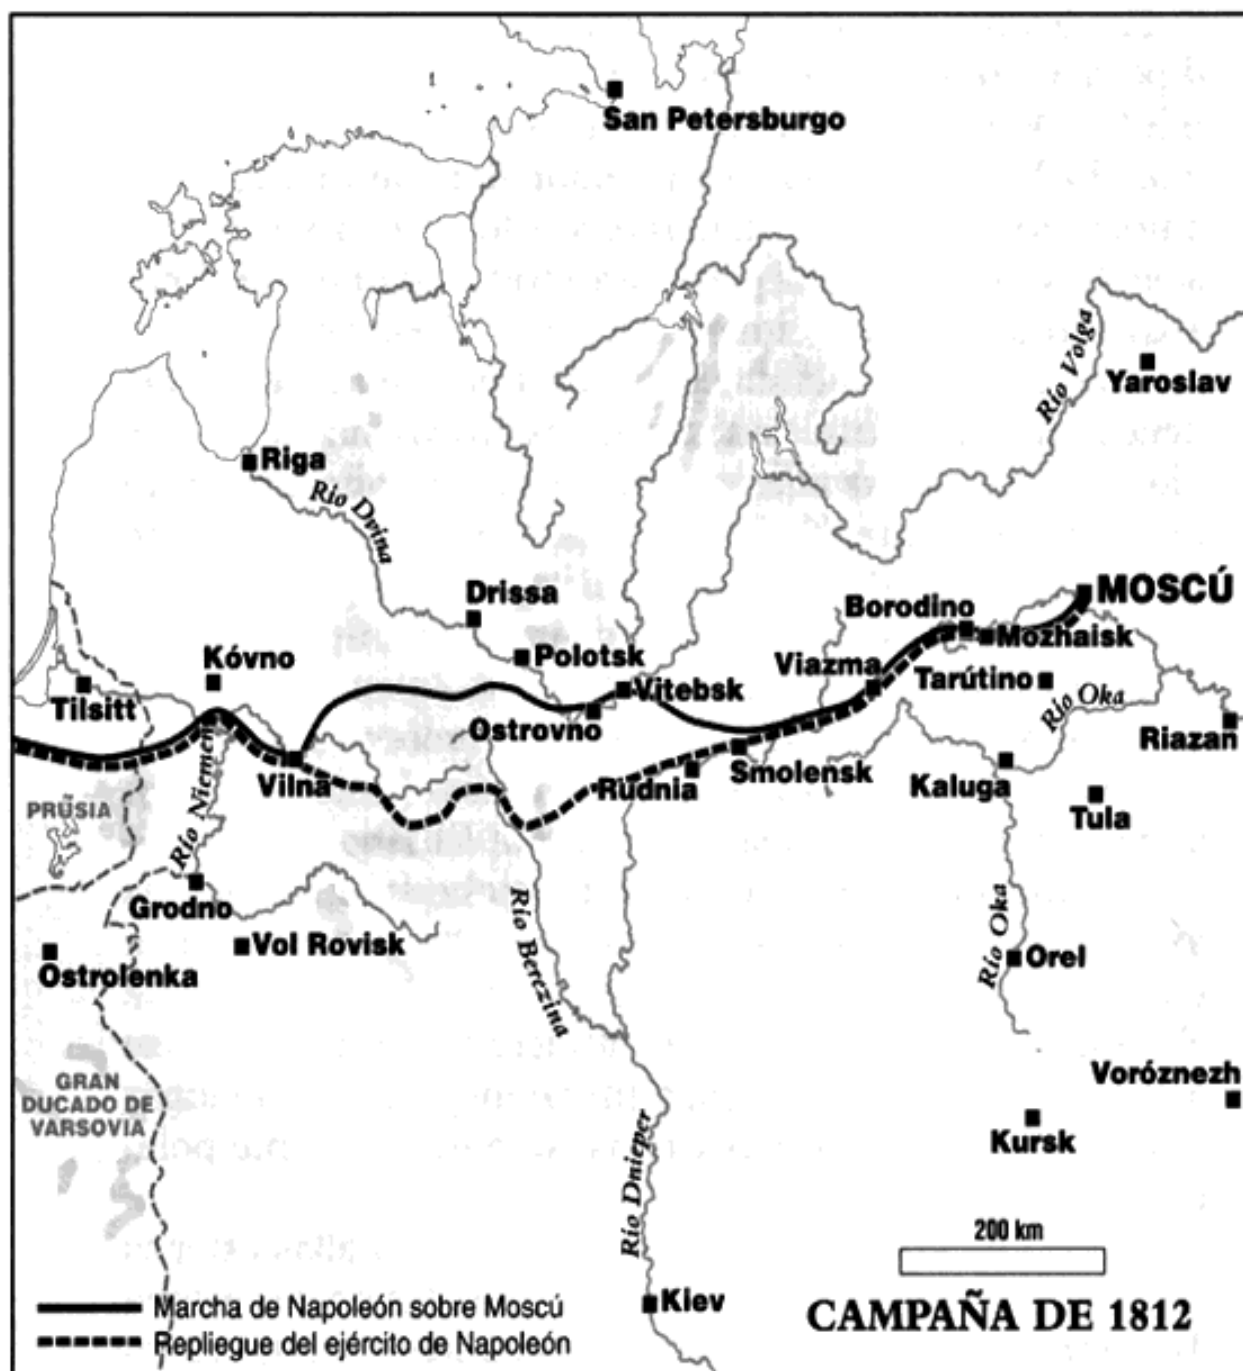 San Petersburgo
Río Volga
Yaroslav
Riga
Río Dvina
Drissa
Borodino
MOSCÚ
Mozhaisk
Kóvno
Polotsk
Viazma
Tarútino
Tilsitt
Vitebsk
Río Oka
Ostrovno
Riazan
Vilna
Rudnia
Smolensk
Kaluga
PRUSIA
Río Niemen
Tula
Grodno
Río Berezina
Río Oka
Vol Rovisk
Orel
Ostrolenka
GRAN
DUCADO DE
VARSOVIA
Voróznezh
Kursk
Río Dnieper
200 km
Kiev
Marcha de Napoleón sobre Moscú
Repliegue del ejército de Napoleón
CAMPAÑA DE 1812